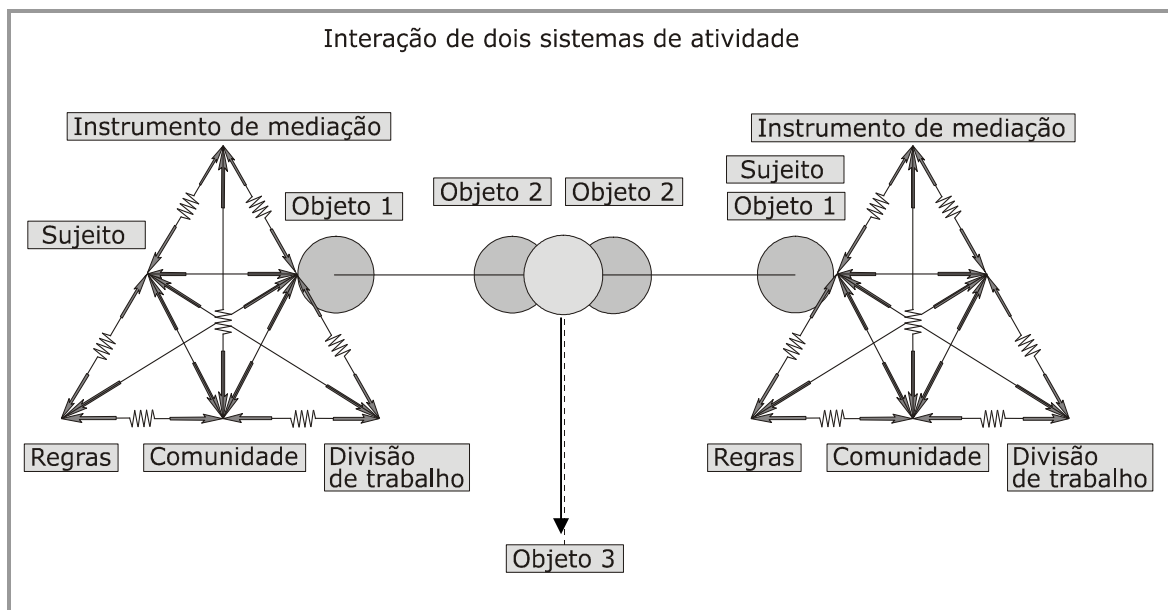 Interação de dois sistemas de atividade
Instrumento de mediação
Instrumento de mediação
Sujeito
Objeto 1
Objeto 2
Objeto 2
Sujeito
Objeto 1
Regras
Comunidade
Divisão
de trabalho
Regras
Comunidade
Divisão
de trabalho
Objeto 3